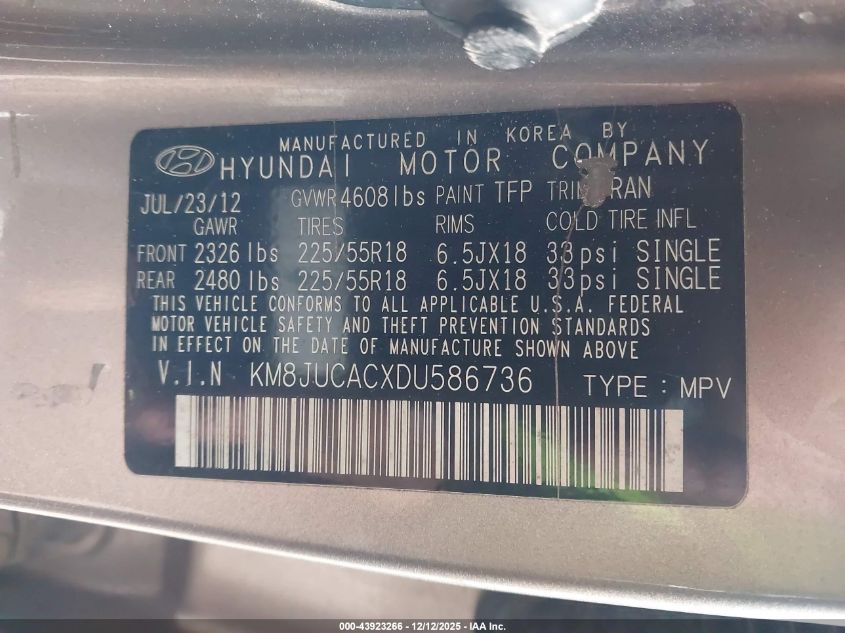 MANUFACTURED IN KOREA BY
HYUNDAI MOTOR COMPANY
JUL/23/12 GVWR 4608lbs PAINT TFP TRIM RAN
GAWR TIRES RIMS COLD TIRE INFL
FRONT 2326 lbs 225/55R18 6.5JX18 33psi SINGLE
REAR 2480 lbs 225/55R18 6.5JX18 33psi SINGLE
THIS VEHICLE CONFORMS TO ALL APPLICABLE U.S.A. FEDERAL
MOTOR VEHICLE SAFETY AND THEFT PREVENTION STANDARDS
IN EFFECT ON THE DATE OF MANUFACTURE SHOWN ABOVE
V.I.N KM8JUCACXDU586736 TYPE : MPV
000-43923266 - 12/12/2025 - IAA Inc.